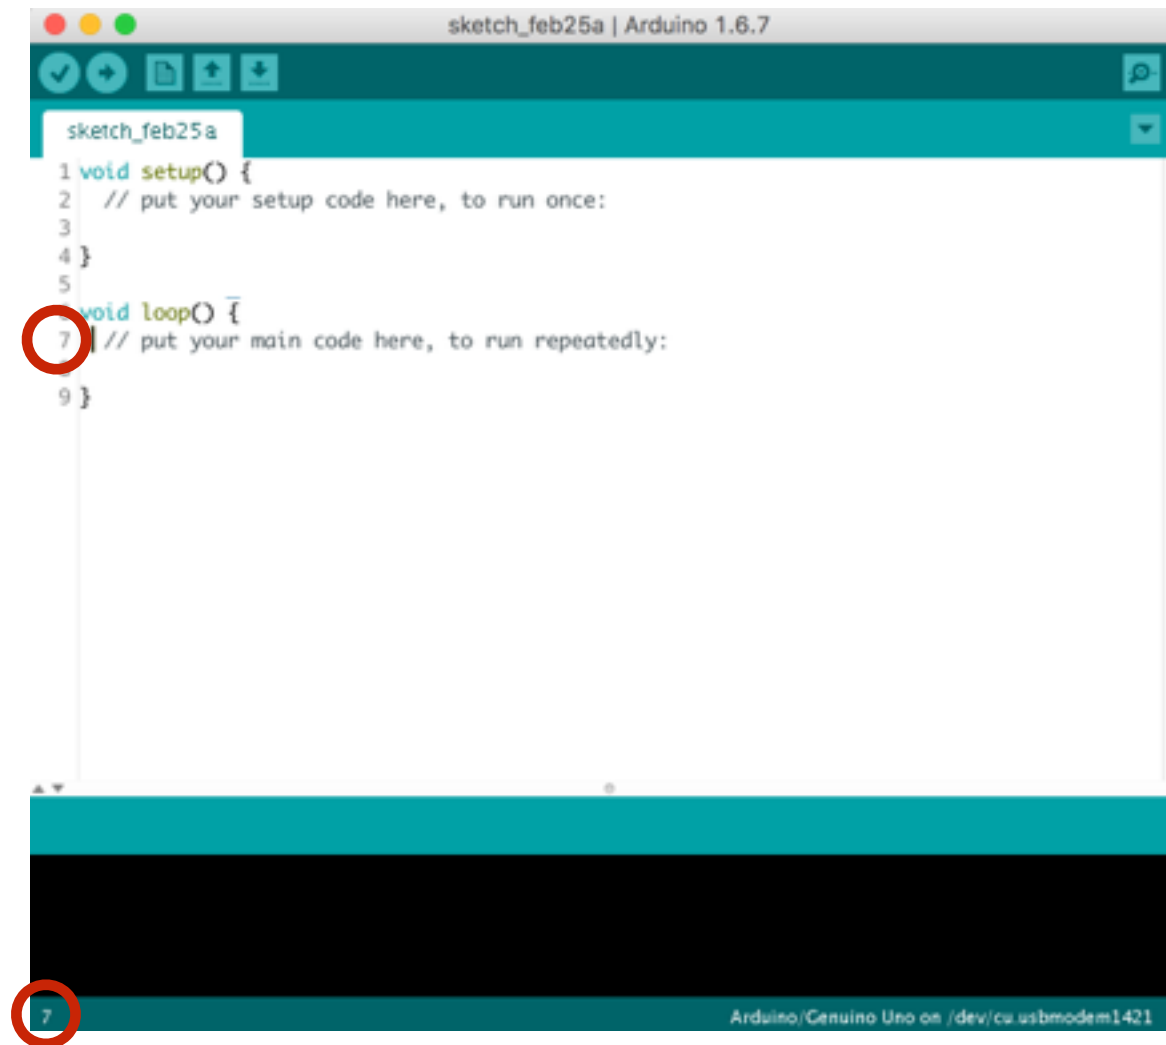 sketch_feb25a | Arduino 1.6.7
sketch_feb25a
1 void setup() {
2 // put your setup code here, to run once:
3
4 }
5
void loop() {
7 // put your main code here, to run repeatedly:
9 }
7 Arduino/Genuino Uno on /dev/cu.usbmodem1421